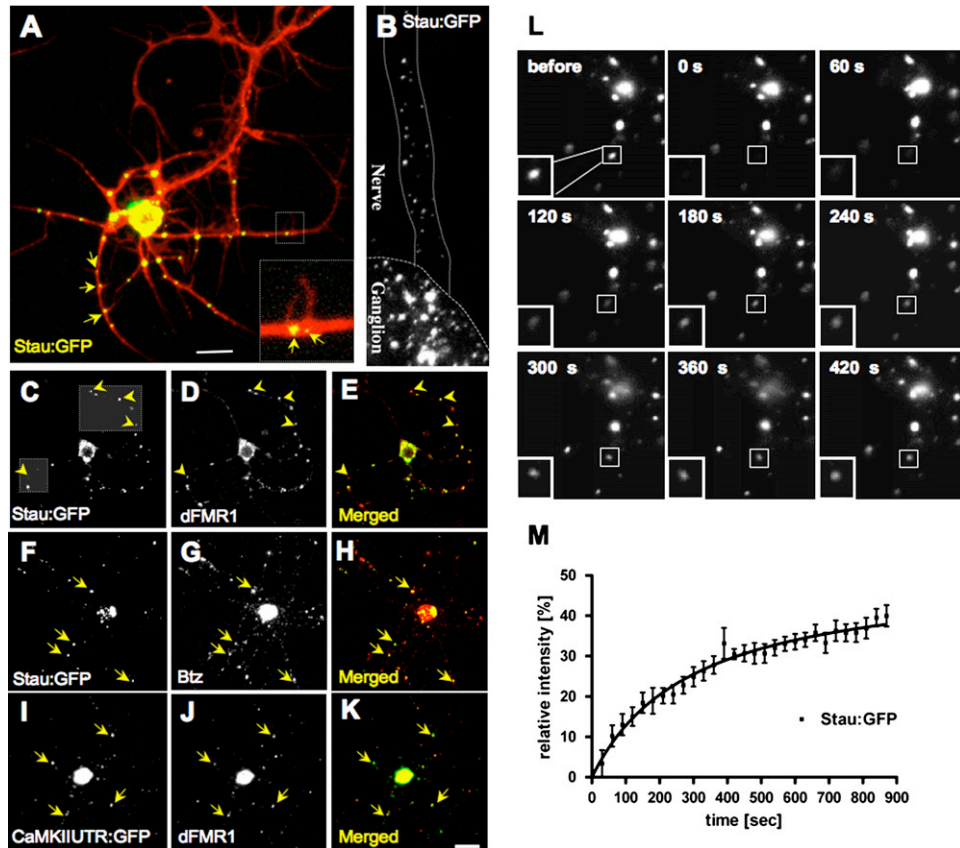 A
Stau:GFP
B
Stau:GFP
Nerve
Ganglion
C
Stau:GFP
D
dFMR1
E
Merged
F
Stau:GFP
G
Btz
H
Merged
I
CaMKIIUTR:GFP
J
dFMR1
K
Merged
L
before
0 s
60 s
120 s
180 s
240 s
300 s
360 s
420 s
M
relative intensity [%]
50
40
30
20
10
0
Stau:GFP
0 100 200 300 400 500 600 700 800 900
time [sec]